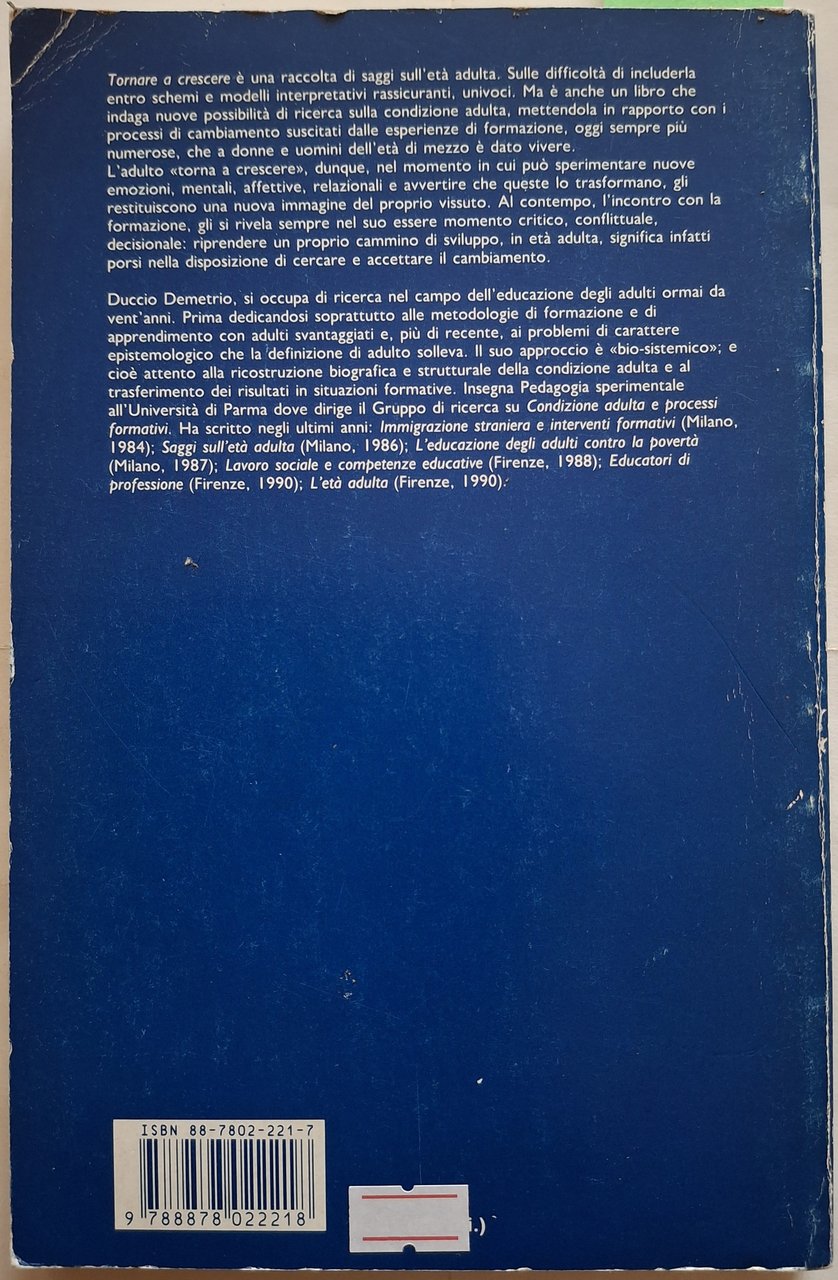 Tornare a crescere è una raccolta di saggi sull'età adulta. Sulle difficoltà di includerla
entro schemi e modelli interpretativi rassicuranti, univoci. Ma è anche un libro che
indaga nuove possibilità di ricerca sulla condizione adulta, mettendola in rapporto con i
processi di cambiamento suscitati dalle esperienze di formazione, oggi sempre più
numerose, che a donne e uomini dell'età di mezzo è dato vivere.
L'adulto «torna a crescere», dunque, nel momento in cui può sperimentare nuove
emozioni, mentali, affettive, relazionali e avvertire che queste lo trasformano, gli
restituiscono una nuova immagine del proprio vissuto. Al contempo, l'incontro con la
formazione, gli si rivela sempre nel suo essere momento critico, conflittuale,
decisionale: riprendere un proprio cammino di sviluppo, in età adulta, significa infatti
porsi nella disposizione di cercare e accettare il cambiamento.
Duccio Demetrio, si occupa di ricerca nel campo dell'educazione degli adulti ormai da
vent'anni. Prima dedicandosi soprattutto alle metodologie di formazione e di
apprendimento con adulti svantaggiati e, più di recente, ai problemi di carattere
epistemologico che la definizione di adulto solleva. Il suo approccio è «bio-sistemico»; e
cioè attento alla ricostruzione biografica e strutturale della condizione adulta e al
trasferimento dei risultati in situazioni formative. Insegna Pedagogia sperimentale
all'Università di Parma dove dirige il Gruppo di ricerca su Condizione adulta e processi
formativi. Ha scritto negli ultimi anni: Immigrazione straniera e interventi formativi (Milano,
1984); Saggi sull'età adulta (Milano, 1986); L'educazione degli adulti contro la povertà
(Milano, 1987); Lavoro sociale e competenze educative (Firenze, 1988); Educatori di
professione (Firenze, 1990); L'età adulta (Firenze, 1990).
ISBN 88-7802-221-7
9 788878 022218
i.)